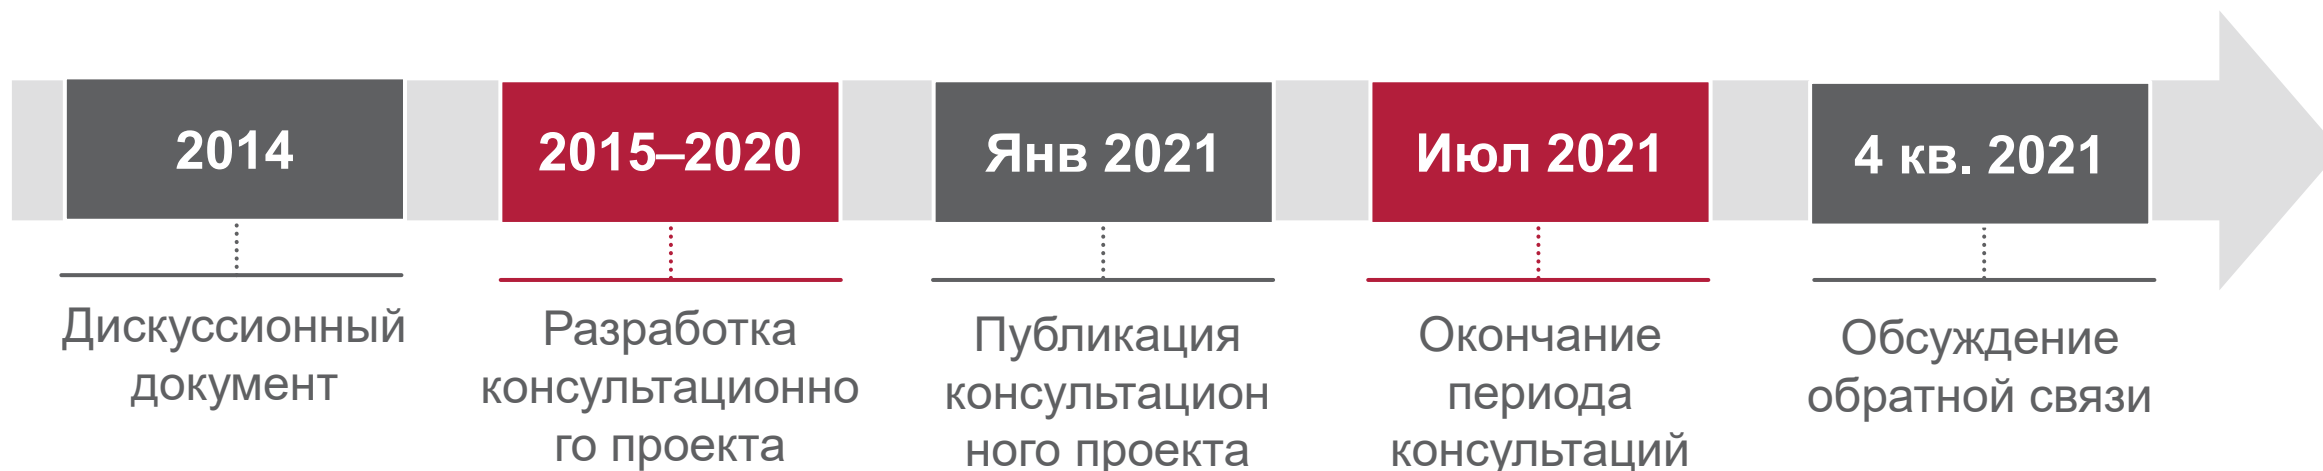 2014
2015–2020
Янв 2021
Июл 2021
4 кв. 2021
Дискуссионный
документ
Разработка
консультационно
го проекта
Публикация
консультацион
ного проекта
Окончание
периода
консультаций
Обсуждение
обратной связи